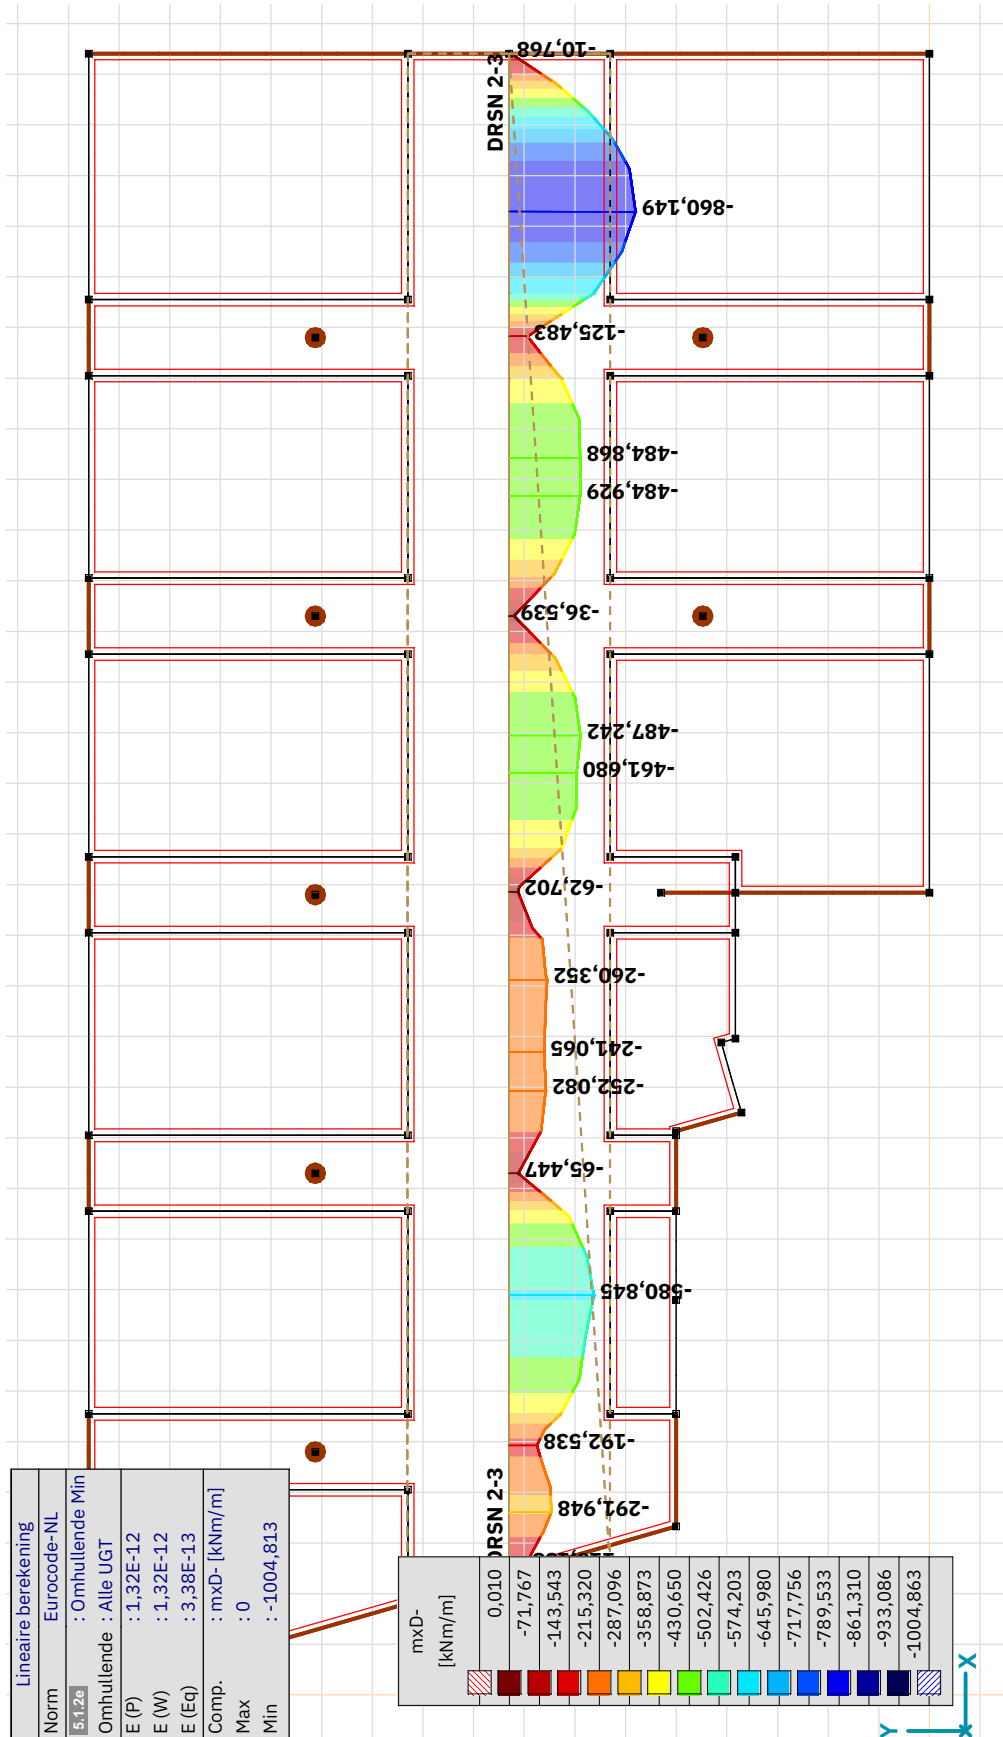 Lineaire berekening
Norm Eurocode-NL
5.1.2e : Omhullende Min
Omhullende : Alle UGT
E (P) : 1,32E-12
E (W) : 1,32E-12
E (Eq) : 3,38E-13
Comp. : mxD- [kNm/m]
Max : 0
Min : -1004,813
mxD-
[kNm/m]
0,010
-71,767
-143,543
-215,320
-287,096
-358,873
-430,650
-502,426
-574,203
-645,980
-717,756
-789,533
-861,310
-933,086
-1004,863
DRSN 2-3
-291,948
-192,538
-580,845
-65,447
-252,082
-241,065
-260,352
-62,702
-461,680
-487,242
-36,539
-484,929
-484,868
-125,483
-860,149
-10,768
DRSN 2-3
Y
X